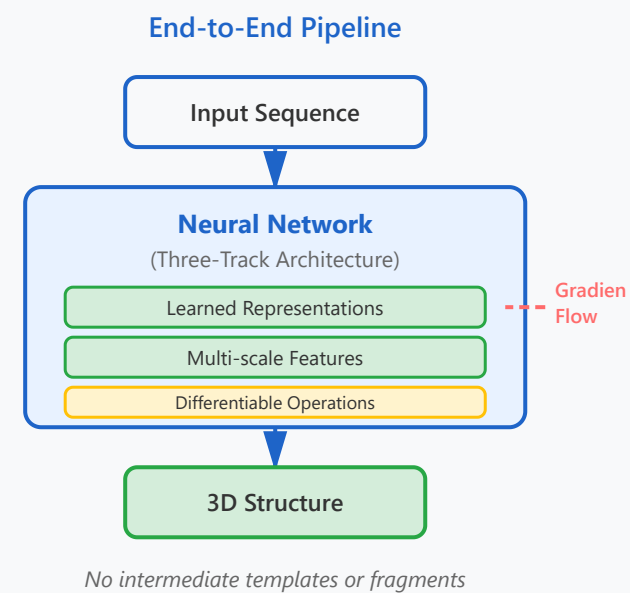 End-to-End Pipeline
Input Sequence
Neural Network
(Three-Track Architecture)
Learned Representations
Gradien
Flow
Multi-scale Features
Differentiable Operations
3D Structure
No intermediate templates or fragments